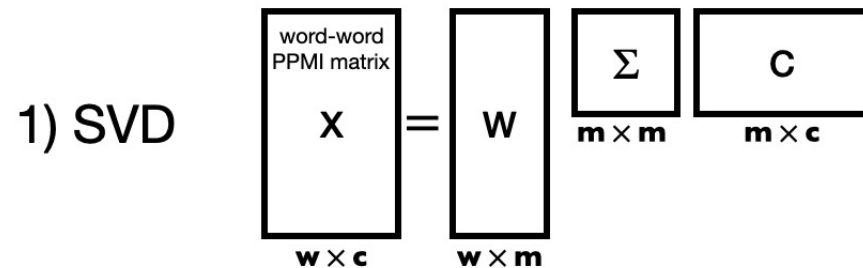 word-word
PPMI matrix
1) SVD
X
=
W
Σ
C
w × c
w × m
m × m
m × c